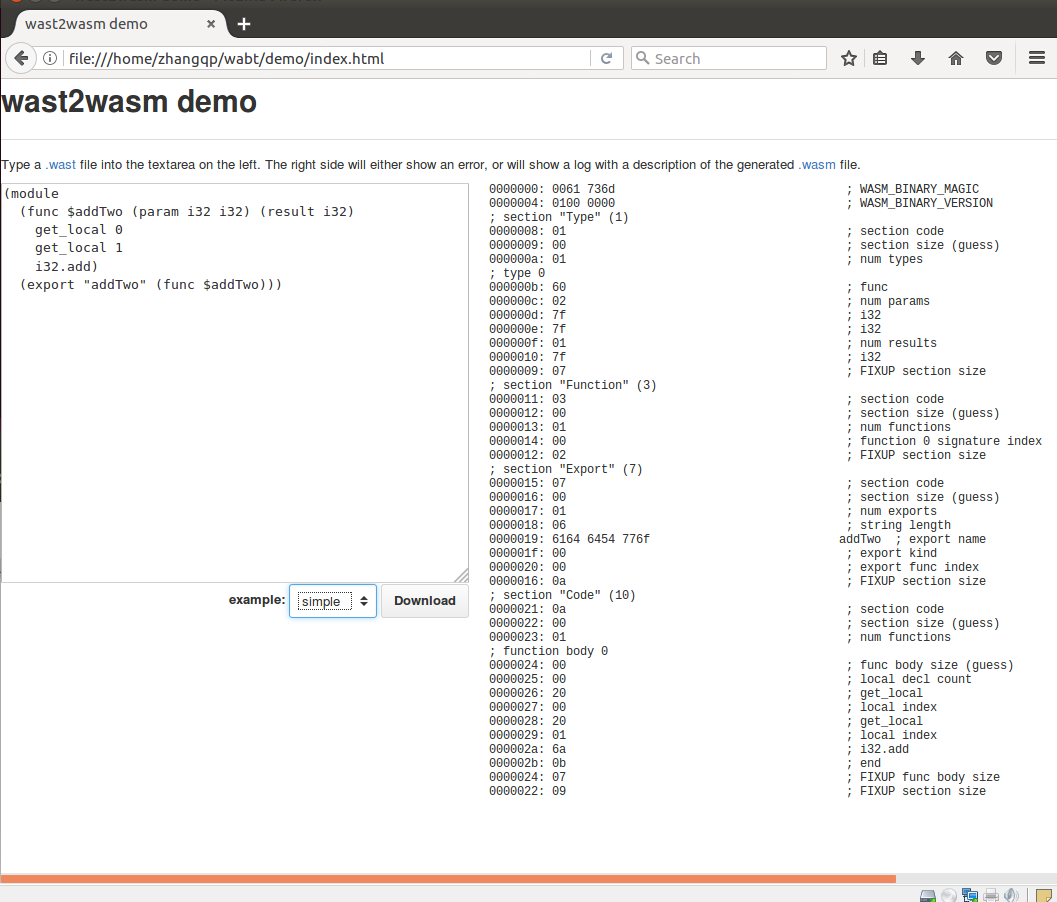 wast2wasm demo
file:///home/zhangqp/wabt/demo/index.html
Search
wast2wasm demo
Type a .wast file into the textarea on the left. The right side will either show an error, or will show a log with a description of the generated .wasm file.
(module
  (func $addTwo (param i32 i32) (result i32)
    get_local 0
    get_local 1
    i32.add)
  (export "addTwo" (func $addTwo)))
example: simple Download
0000000: 0061 736d ; WASM_BINARY_MAGIC
0000004: 0100 0000 ; WASM_BINARY_VERSION
; section "Type" (1)
0000008: 01 ; section code
0000009: 00 ; section size (guess)
000000a: 01 ; num types
; type 0
000000b: 60 ; func
000000c: 02 ; num params
000000d: 7f ; i32
000000e: 7f ; i32
000000f: 01 ; num results
0000010: 7f ; i32
0000009: 07 ; FIXUP section size
; section "Function" (3)
0000011: 03 ; section code
0000012: 00 ; section size (guess)
0000013: 01 ; num functions
0000014: 00 ; function 0 signature index
0000012: 02 ; FIXUP section size
; section "Export" (7)
0000015: 07 ; section code
0000016: 00 ; section size (guess)
0000017: 01 ; num exports
0000018: 06 ; string length
0000019: 6164 6454 776f addTwo ; export name
000001f: 00 ; export kind
0000020: 00 ; export func index
0000016: 0a ; FIXUP section size
; section "Code" (10)
0000021: 0a ; section code
0000022: 00 ; section size (guess)
0000023: 01 ; num functions
; function body 0
0000024: 00 ; func body size (guess)
0000025: 00 ; local decl count
0000026: 20 ; get_local
0000027: 00 ; local index
0000028: 20 ; get_local
0000029: 01 ; local index
000002a: 6a ; i32.add
000002b: 0b ; end
0000024: 07 ; FIXUP func body size
0000022: 09 ; FIXUP section size